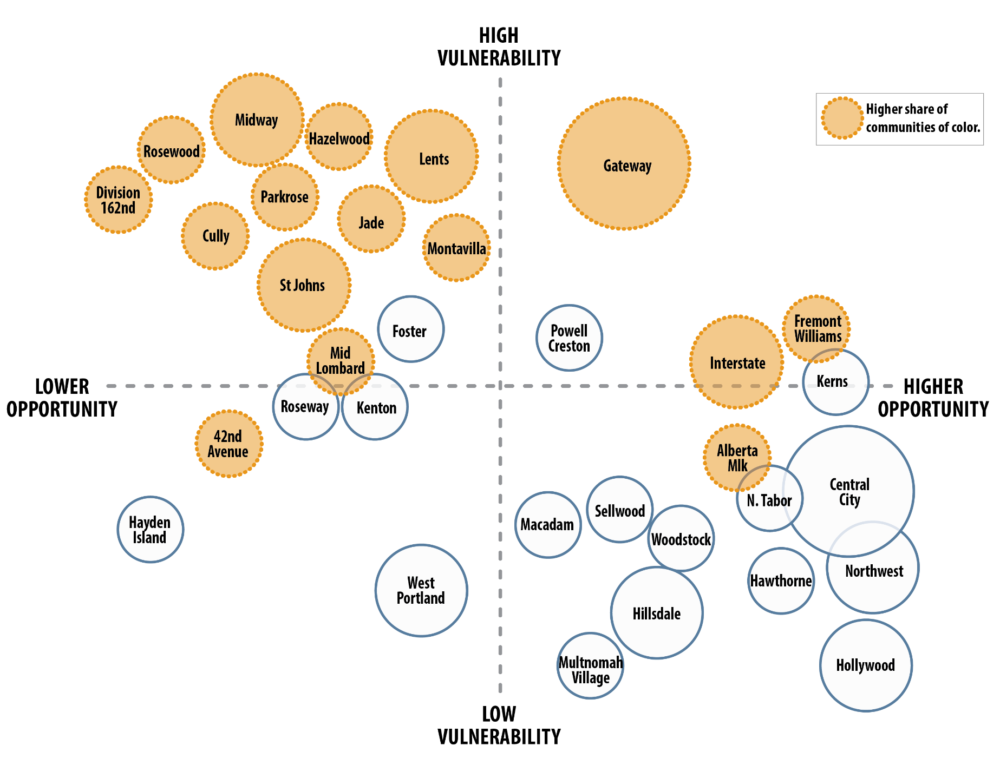 HIGH
VULNERABILITY
Higher share of
communities of color.
Midway
Hazelwood
Rosewood
Lents
Gateway
Division
162nd
Parkrose
Jade
Cully
Montavilla
St Johns
Foster
Powell
Creston
Fremont
Williams
Mid
Lombard
Interstate
Kerns
LOWER
OPPORTUNITY
HIGHER
OPPORTUNITY
Roseway
Kenton
42nd
Avenue
Alberta
Mlk
Central
City
N. Tabor
Sellwood
Macadam
Woodstock
Hayden
Island
Northwest
Hawthorne
West
Portland
Hillsdale
Multnomah
Village
Hollywood
LOW
VULNERABILITY